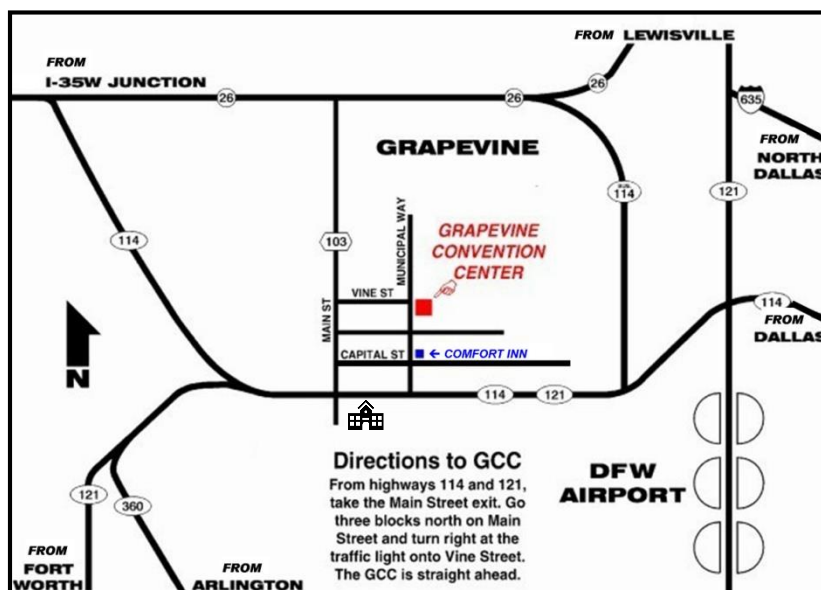 FROM LEWISVILLE
FROM
I-35W JUNCTION
26
26
26
635
FROM
NORTH
DALLAS
GRAPEVINE
BUS
114
121
114
103
MUNICIPAL WAY
GRAPEVINE
CONVENTION
CENTER
MAIN ST
VINE ST
114
FROM
DALLAS
CAPITAL ST
← COMFORT INN
N
114
121
Directions to GCC
From highways 114 and 121,
take the Main Street exit. Go
three blocks north on Main
Street and turn right at the
traffic light onto Vine Street.
The GCC is straight ahead.
DFW
AIRPORT
121
360
FROM
FORT
WORTH
FROM
ARLINGTON